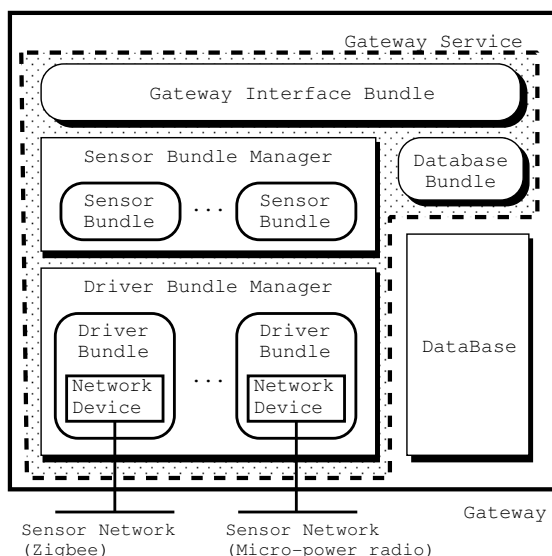 Gateway Service
Gateway Interface Bundle
Sensor Bundle Manager
Sensor
Bundle
...
Sensor
Bundle
Database
Bundle
Driver Bundle Manager
Driver
Bundle
Network
Device
...
Driver
Bundle
Network
Device
DataBase
Gateway
Sensor Network
(Zigbee)
Sensor Network
(Micro-power radio)